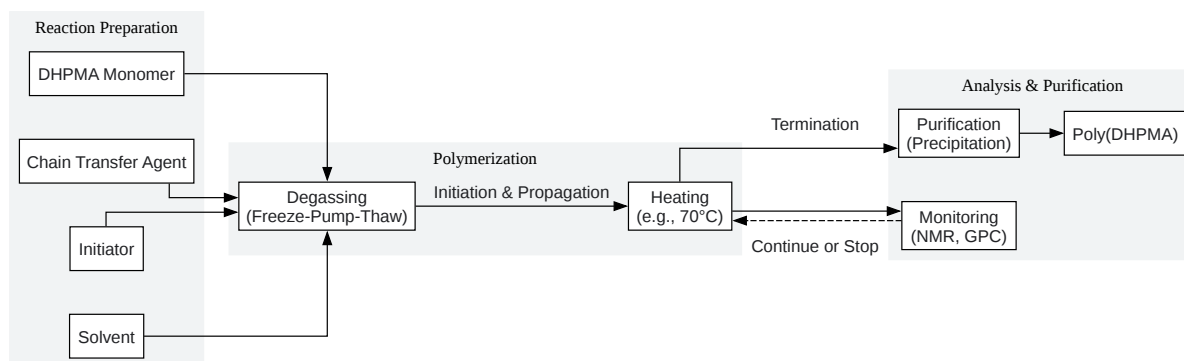 Reaction Preparation
DHPMA Monomer
Chain Transfer Agent
Initiator
Solvent
Polymerization
Degassing
(Freeze-Pump-Thaw)
Initiation & Propagation
Heating
(e.g., 70°C)
Termination
Continue or Stop
Analysis & Purification
Purification
(Precipitation)
Poly(DHPMA)
Monitoring
(NMR, GPC)